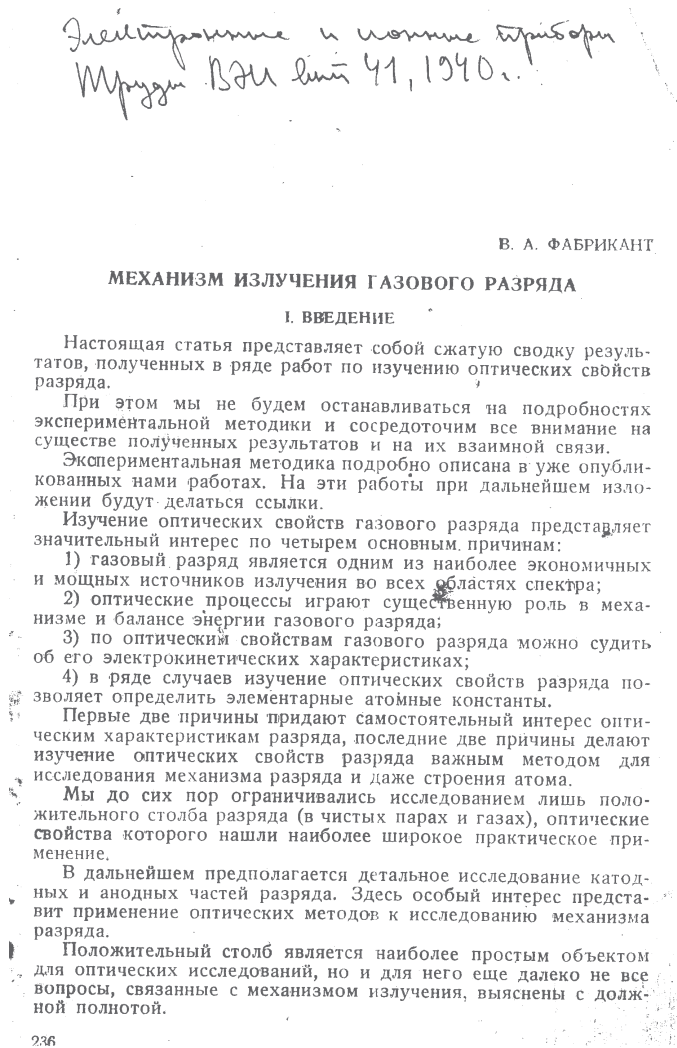 Электронные и ионные приборы
Труды ВЭИ вып 41, 1940г.
В. А. ФАБРИКАНТ
МЕХАНИЗМ ИЗЛУЧЕНИЯ ГАЗОВОГО РАЗРЯДА
I. ВВЕДЕНИЕ
Настоящая статья представляет собой сжатую сводку резуль-
татов, полученных в ряде работ по изучению оптических свойств
разряда.
При этом мы не будем останавливаться на подробностях
экспериментальной методики и сосредоточим все внимание на
существе полученных результатов и на их взаимной связи.
Экспериментальная методика подробно описана в уже опубли-
кованных нами работах. На эти работы при дальнейшем изло-
жении будут делаться ссылки.
Изучение оптических свойств газового разряда представляет
значительный интерес по четырем основным причинам:
1) газовый разряд является одним из наиболее экономичных
и мощных источников излучения во всех областях спектра;
2) оптические процессы играют существенную роль в меха-
низме и балансе энергии газового разряда;
3) по оптическим свойствам газового разряда можно судить
об его электрокинетических характеристиках;
4) в ряде случаев изучение оптических свойств разряда по-
зволяет определить элементарные атомные константы.
Первые две причины придают самостоятельный интерес опти-
ческим характеристикам разряда, последние две причины делают
изучение оптических свойств разряда важным методом для
исследования механизма разряда и даже строения атома.
Мы до сих пор ограничивались исследованием лишь поло-
жительного столба разряда (в чистых парах и газах), оптические
свойства которого нашли наиболее широкое практическое при-
менение.
В дальнейшем предполагается детальное исследование катод-
ных и анодных частей разряда. Здесь особый интерес предста-
вит применение оптических методов к исследованию механизма
разряда.
Положительный столб является наиболее простым объектом
для оптических исследований, но и для него еще далеко не все
вопросы, связанные с механизмом излучения, выяснены с долж-
ной полнотой.
236